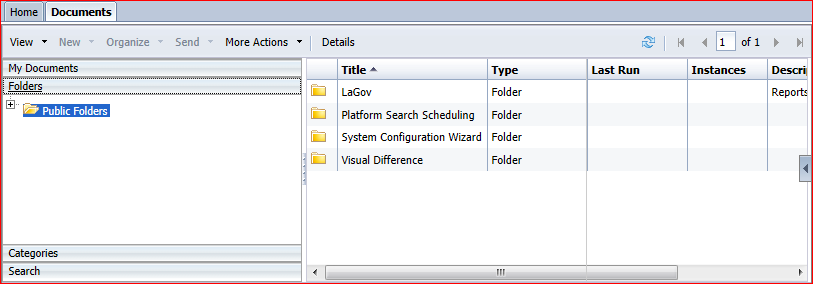 Home Documents
View New Organize Send More Actions Details 1 of 1
My Documents
Folders
Public Folders
Categories
Search
Title Type Last Run Instances Descrip
LaGov Folder Reports
Platform Search Scheduling Folder
System Configuration Wizard Folder
Visual Difference Folder